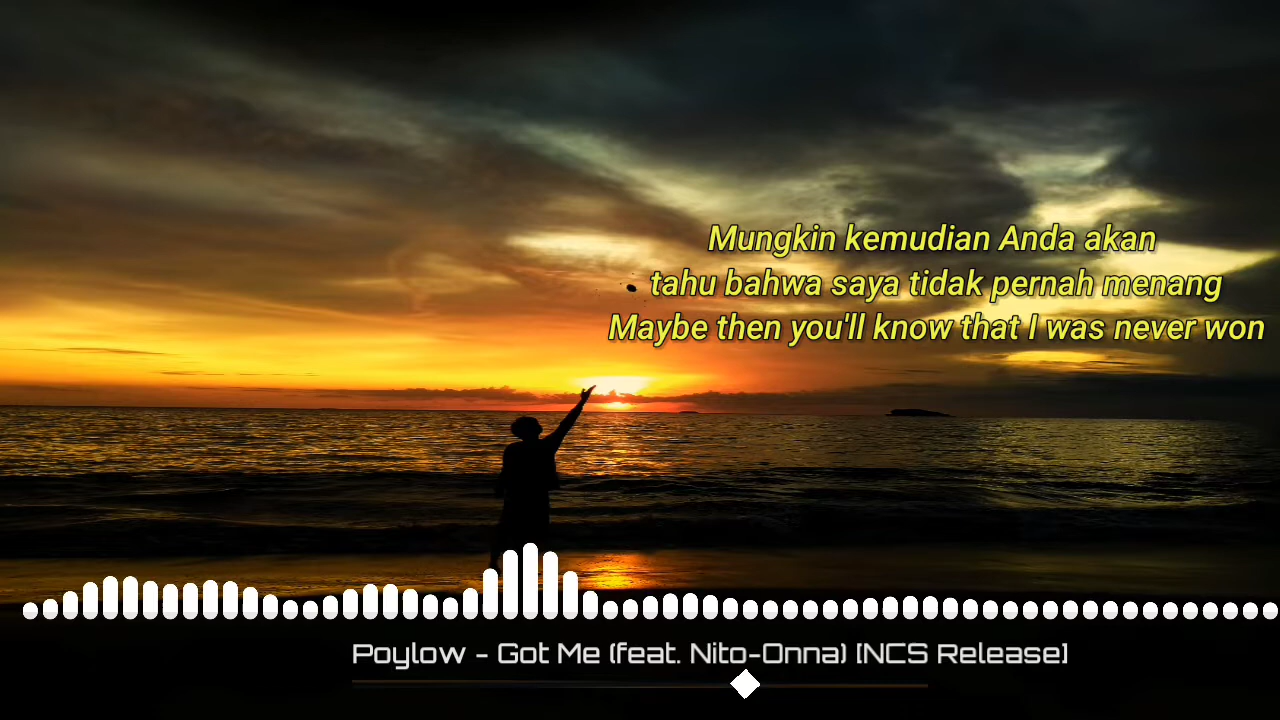 Mungkin kemudian Anda akan
tahu bahwa saya tidak pernah menang
Maybe then you'll know that I was never won
Poylow - Got Me (feat. Nito-Onna) [NCS Release]